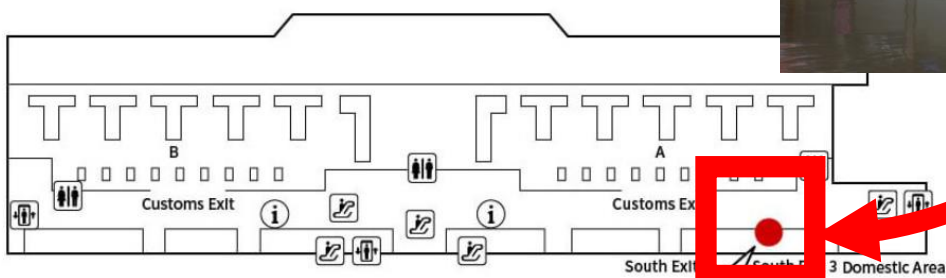 B
A
Customs Exit
Customs Ex
i
i
South Exit
South
3 Domestic Area